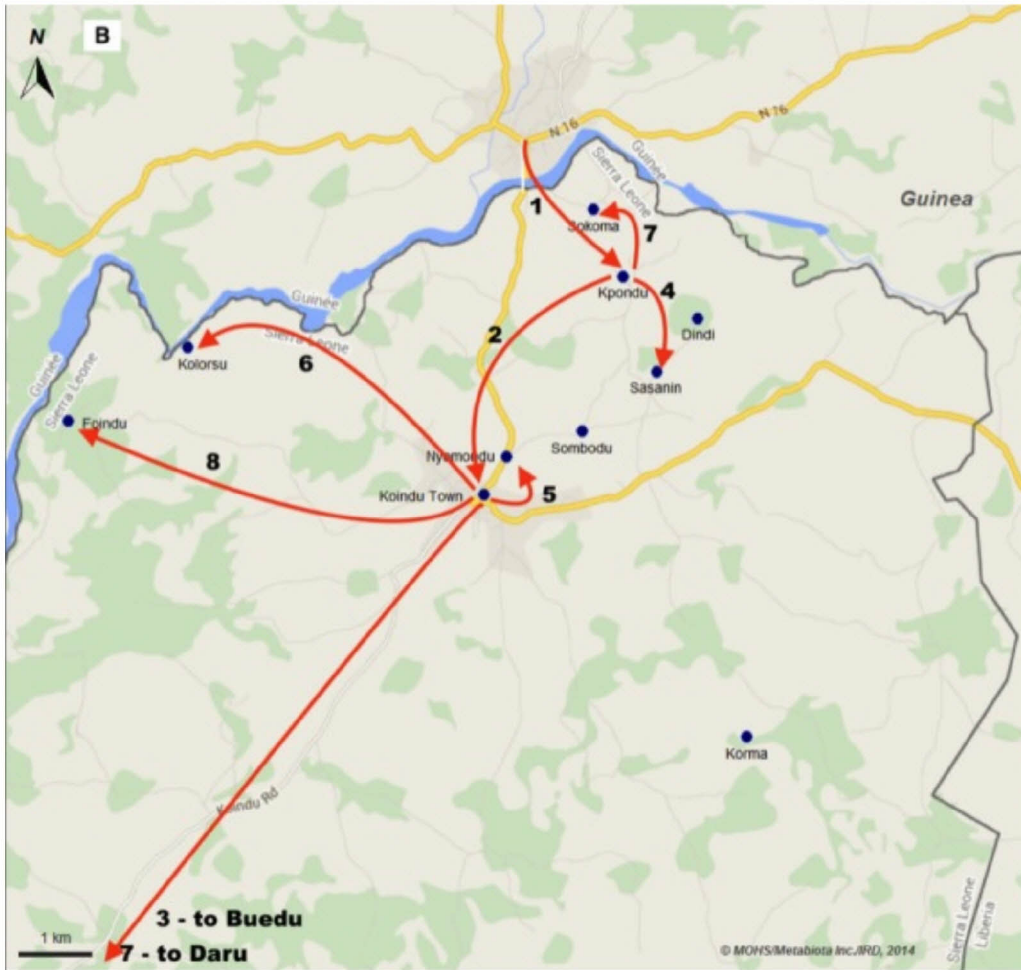 B
N
N 16
N 16
Guinée
Sierra Leone
Guinea
1
Jokoma
7
Kpondu
4
Dindi
2
Guinée
Sierra Leone
Kolorsu
6
Sasanin
Guinée
Sierra Leone
Foindu
Sombodu
8
Nyamondu
Koindu Town
5
Korma
Koindu Rd
3 - to Buedu
7 - to Daru
1 km
© MOHS/Metabiota Inc./IRD, 2014
Sierra Leone
Liberia